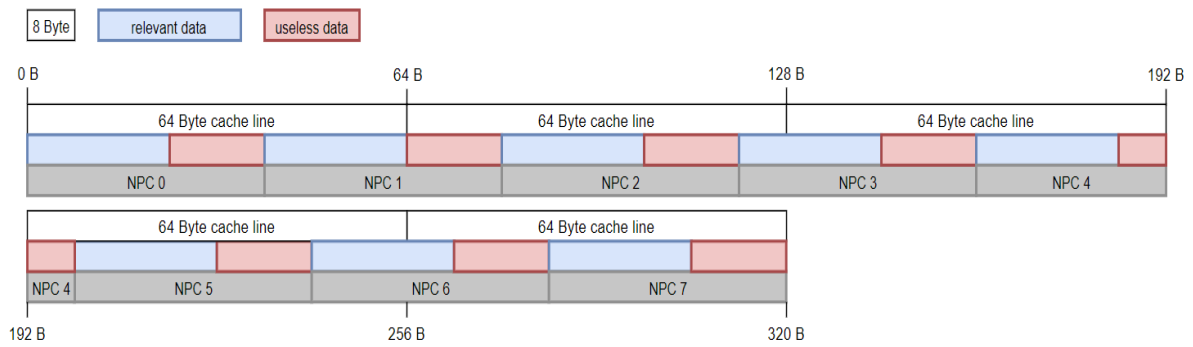 8 Byte relevant data useless data
0 B 64 B 128 B 192 B
64 Byte cache line 64 Byte cache line 64 Byte cache line
NPC 0 NPC 1 NPC 2 NPC 3 NPC 4
64 Byte cache line 64 Byte cache line
NPC 4 NPC 5 NPC 6 NPC 7
192 B 256 B 320 B